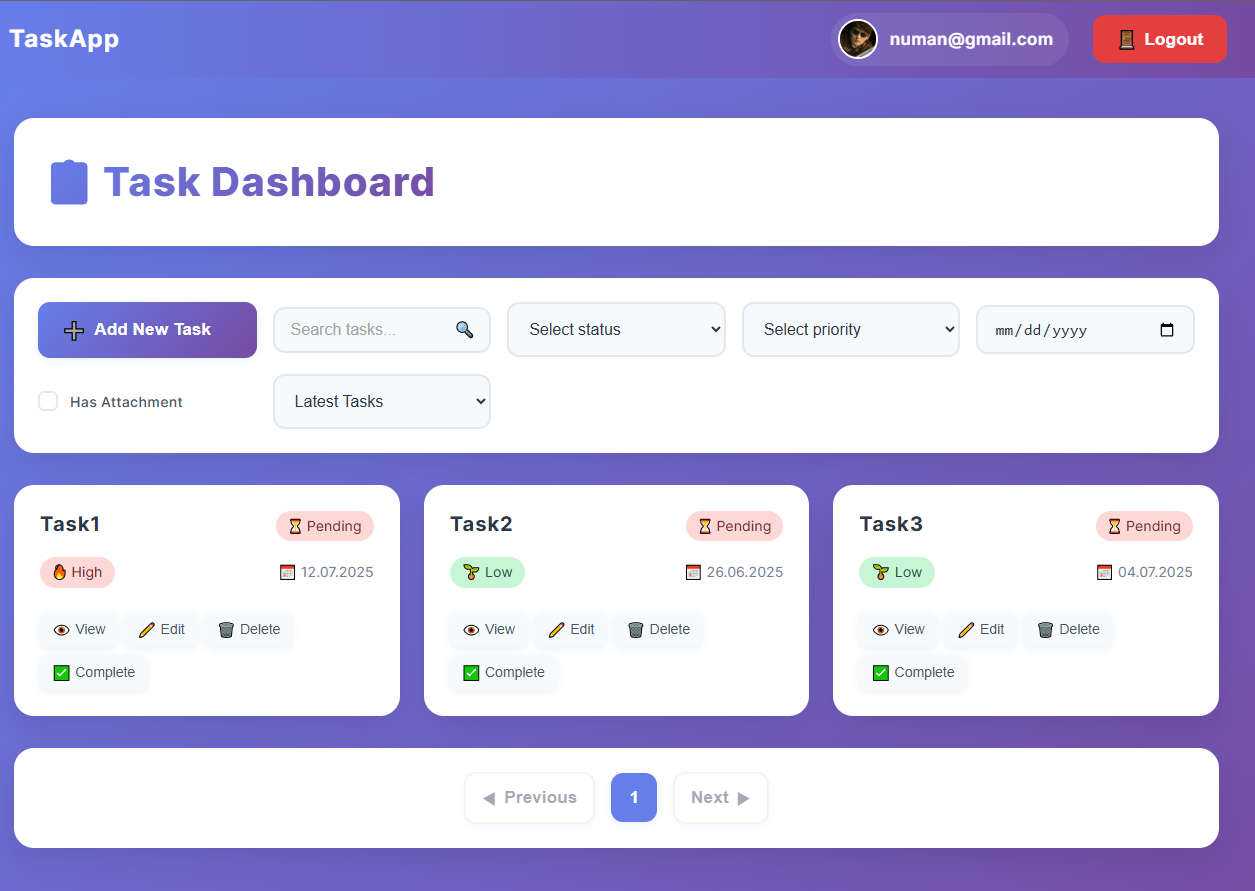 TaskApp
numan@gmail.com
Logout
Task Dashboard
Add New Task
Search tasks...
Select status
Select priority
mm/dd/yyyy
Has Attachment
Latest Tasks
Task1
Pending
High
12.07.2025
View
Edit
Delete
Complete
Task2
Pending
Low
26.06.2025
View
Edit
Delete
Complete
Task3
Pending
Low
04.07.2025
View
Edit
Delete
Complete
◀ Previous
1
Next ▶